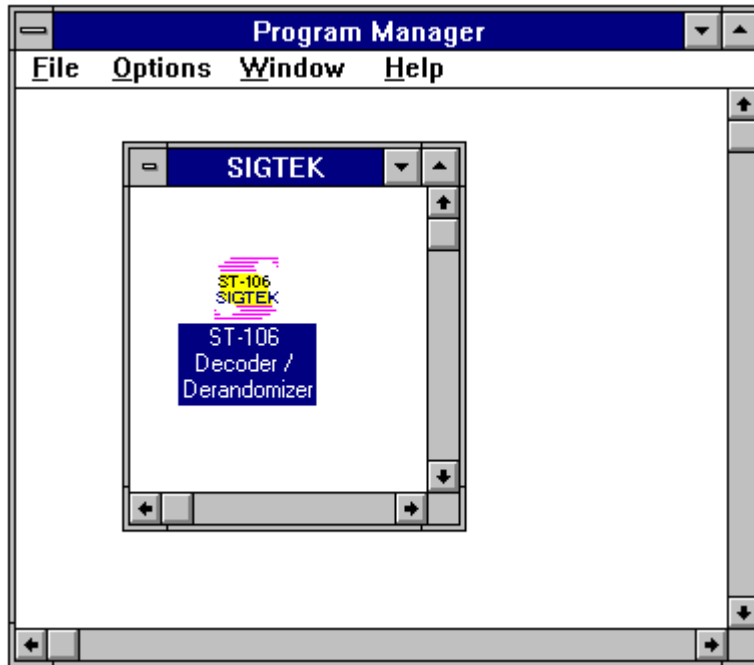 Program Manager
File Options Window Help
SIGTEK
ST-106
SIGTEK
ST-106
Decoder /
Derandomizer